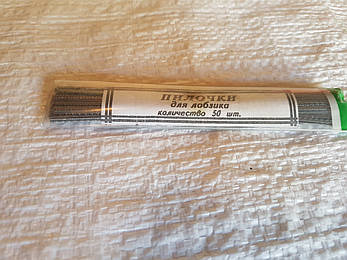 ПИЛОЧКИ
для лобзика
количество 50 шт.